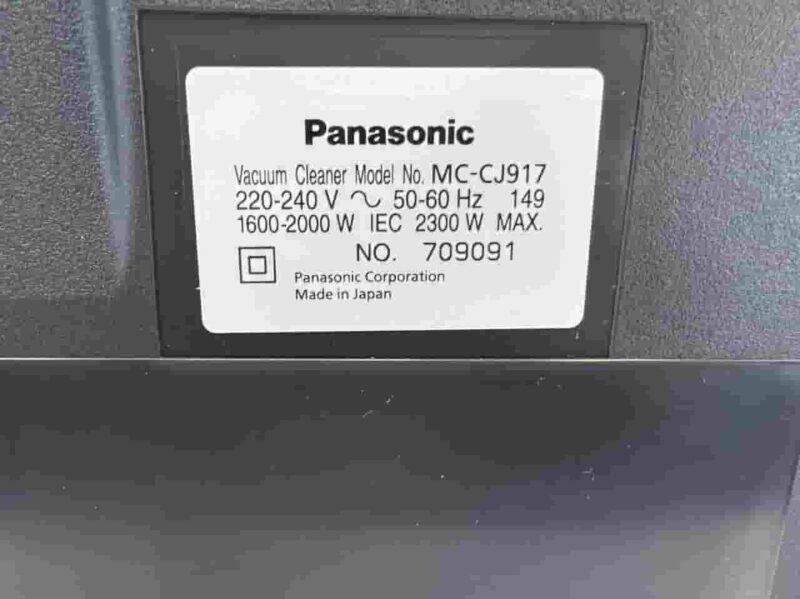 Panasonic
Vacuum Cleaner Model No. MC-CJ917
220-240 V ～ 50-60 Hz 149
1600-2000 W IEC 2300 W MAX.
NO. 709091
Panasonic Corporation
Made in Japan